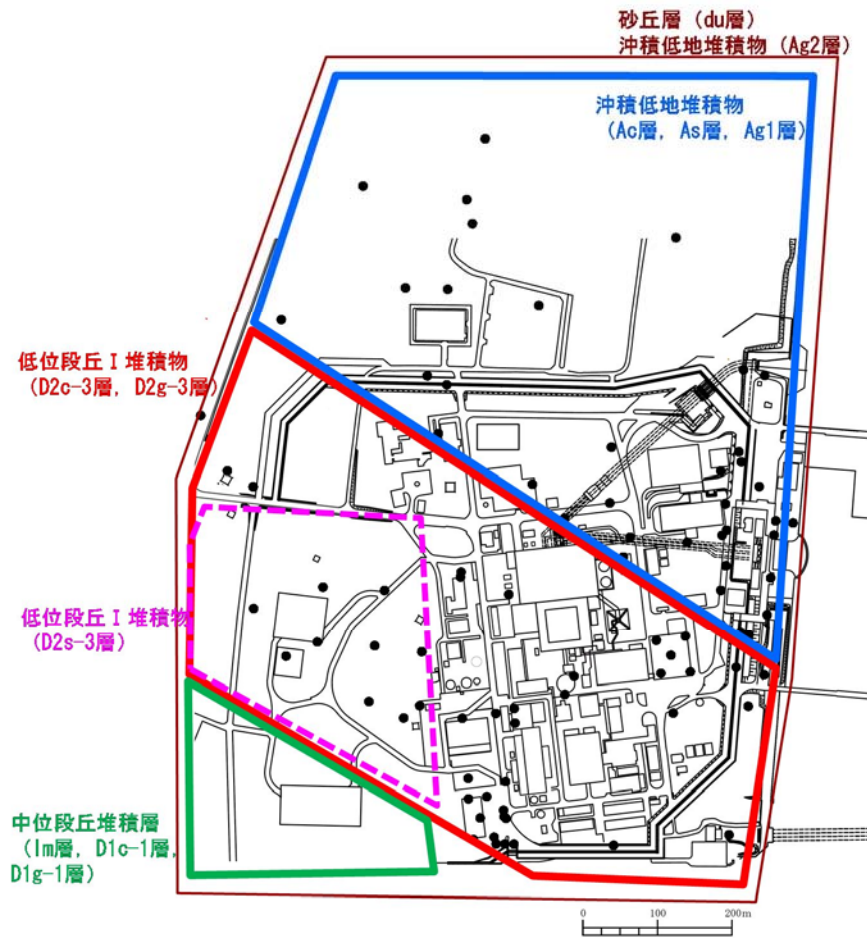 砂丘層（du層）
沖積低地堆積物（Ag2層）
沖積低地堆積物
（Ac層, As層, Ag1層）
低位段丘Ⅰ堆積物
（D2c-3層, D2g-3層）
低位段丘Ⅰ堆積物
（D2s-3層）
中位段丘堆積層
（lm層, D1c-1層,
D1g-1層）
0 100 200m